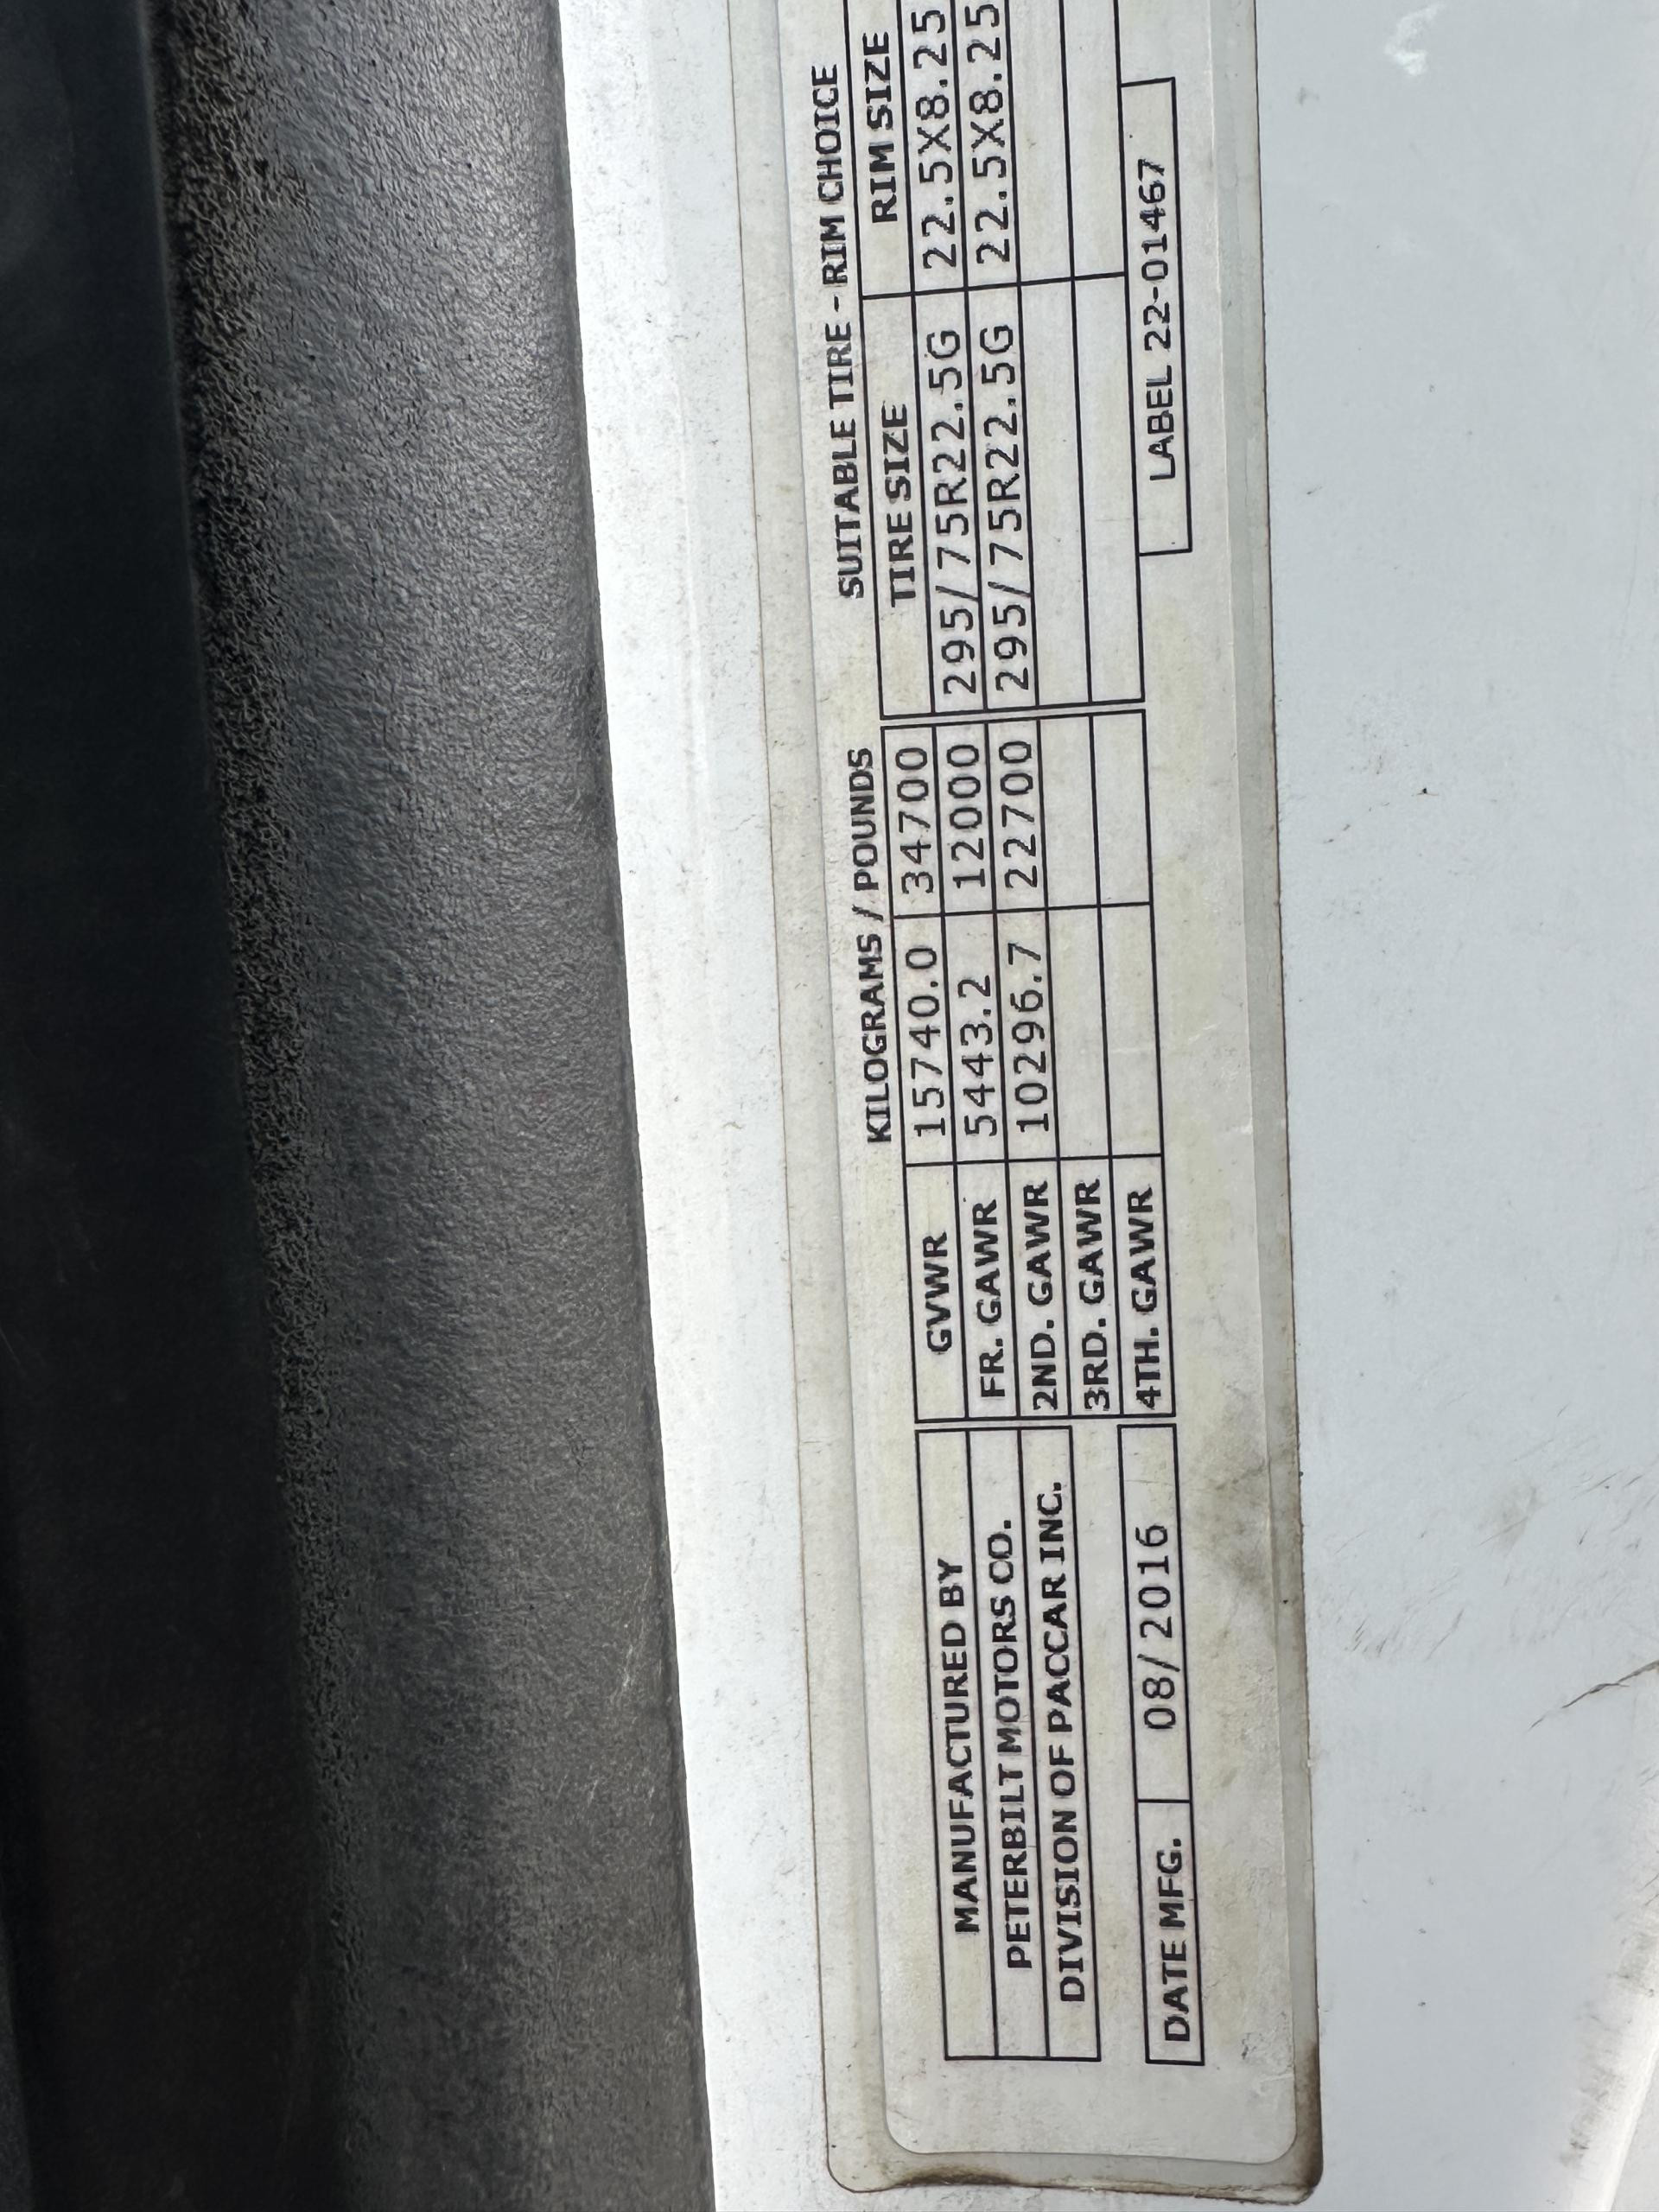 KILOGRAMS / POUNDS
SUITABLE TIRE - RIM CHOICE
MANUFACTURED BY
PETERBILT MOTORS CO.
DIVISION OF PACCAR INC.
DATE MFG. 08/2016
TIRE SIZE RIM SIZE
GVWR 15740.0 34700
FR. GAWR 5443.2 12000 295/75R22.5G 22.5X8.25
2ND. GAWR 10296.7 22700 295/75R22.5G 22.5X8.25
3RD. GAWR
4TH. GAWR
LABEL 22-01467